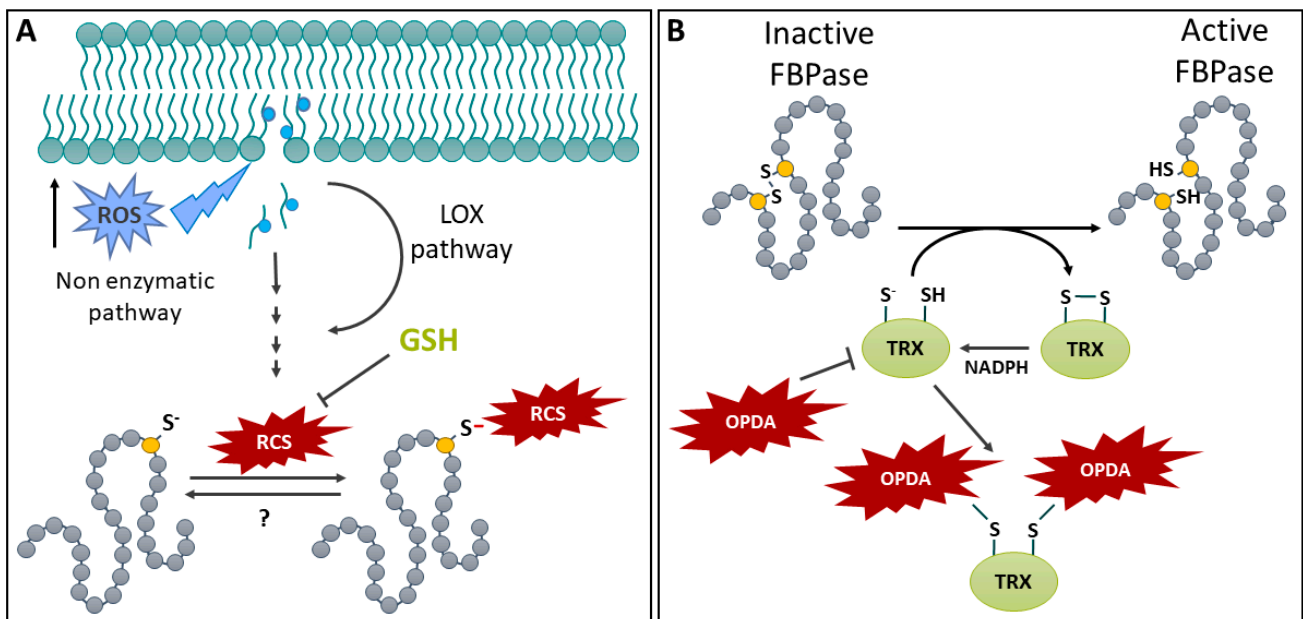 A
ROS
Non enzymatic
pathway
LOX
pathway
GSH
RCS
S-
S-
RCS
?
B
Inactive
FBPase
Active
FBPase
S
S
HS
SH
S-
SH
S
S
TRX
NADPH
TRX
OPDA
OPDA
OPDA
S
S
TRX